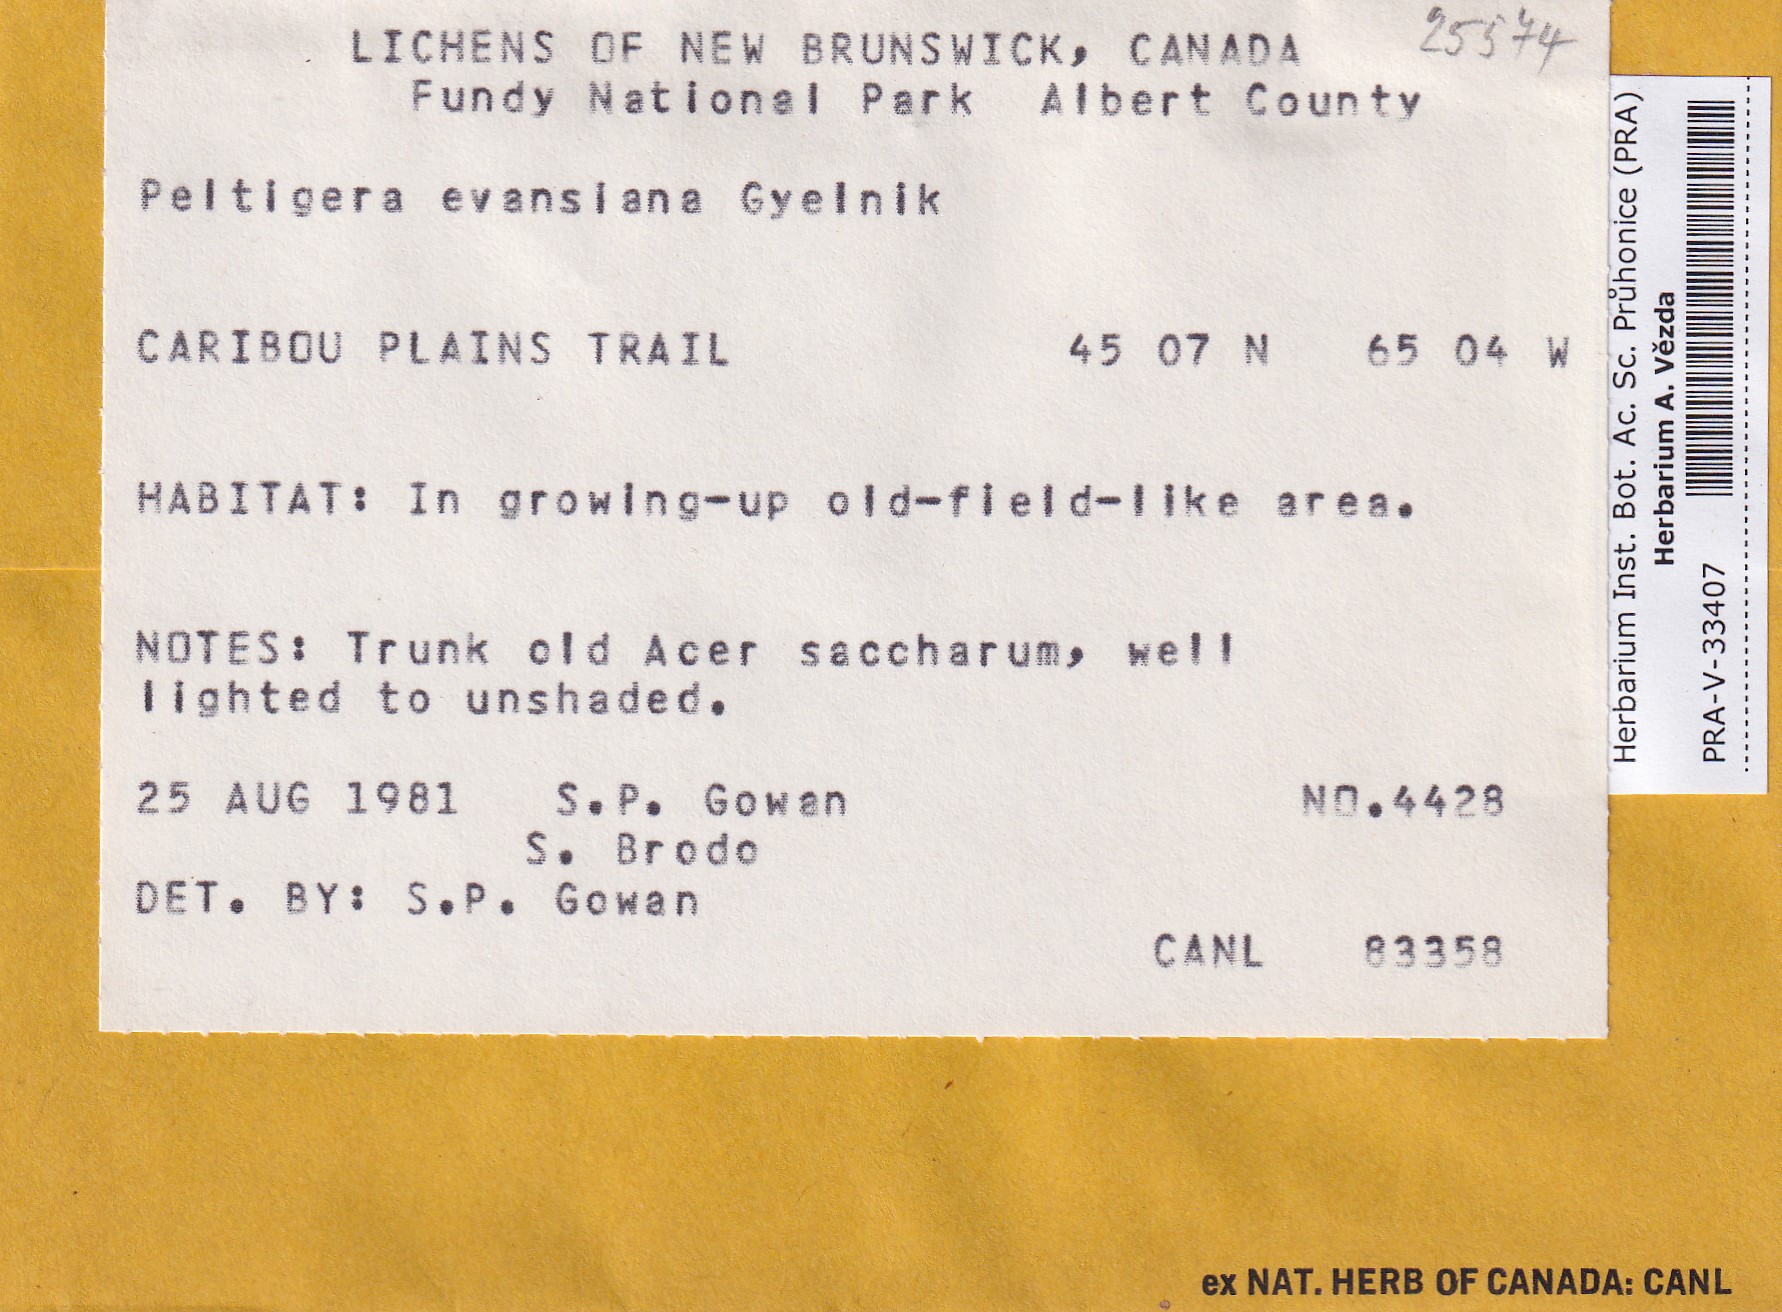 25574
LICHENS OF NEW BRUNSWICK, CANADA
Fundy National Park Albert County
Peltigera evansiana Gyelnik
CARIBOU PLAINS TRAIL 45 07 N 65 04 W
HABITAT: In growing-up old-field-like area.
NOTES: Trunk old Acer saccharum, well
lighted to unshaded.
25 AUG 1981 S.P. Gowan NO.4428
S. Brodo
DET. BY: S.P. Gowan
CANL 83358
Herbarium Inst. Bot. Ac. Sc. Průhonice (PRA)
Herbarium A. Vězda
PRA-V-33407
ex NAT. HERB OF CANADA: CANL